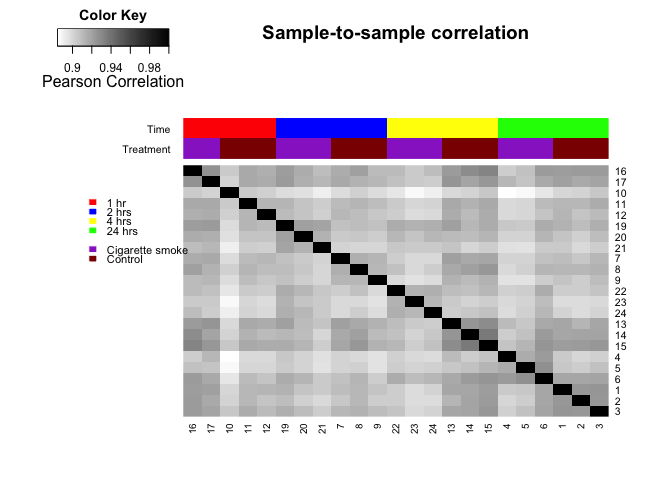 Color Key
Sample-to-sample correlation
0.9 0.94 0.98
Pearson Correlation
Time
Treatment
1 hr
2 hrs
4 hrs
24 hrs
Cigarette smoke
Control
16
17
10
11
12
19
20
21
7
8
9
22
23
24
13
14
15
4
5
6
1
2
3
16 17 10 11 12 19 20 21 7 8 9 22 23 24 13 14 15 4 5 6 1 2 3